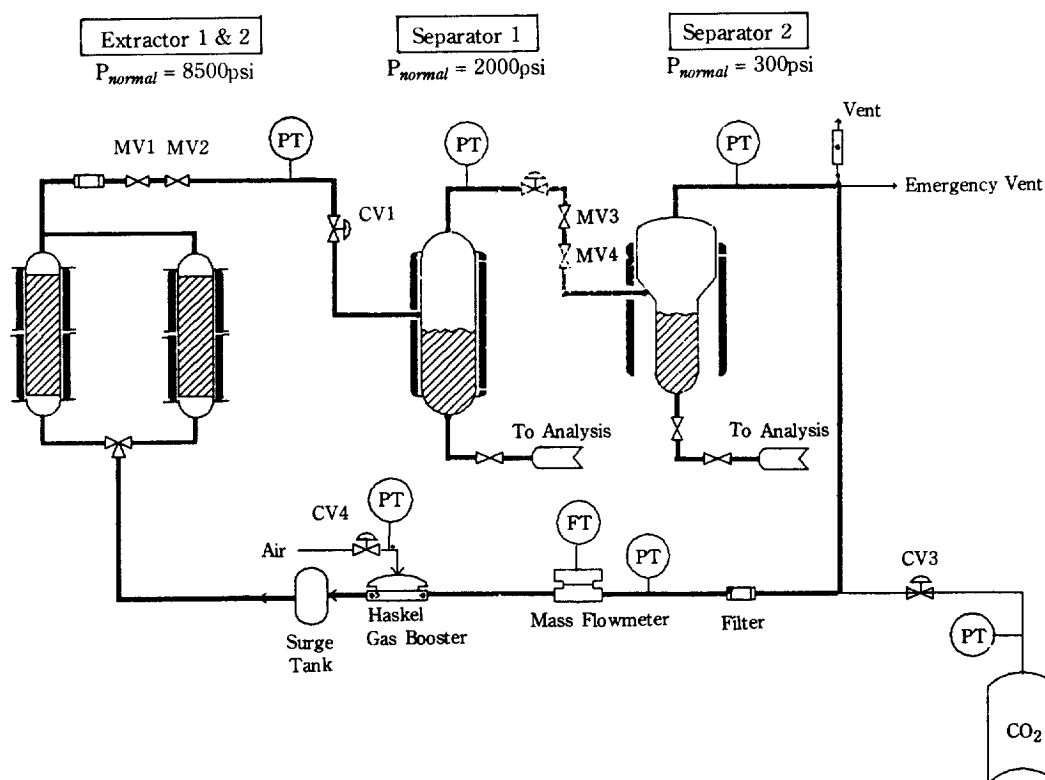 Extractor 1 & 2
P_normal = 8500psi
Separator 1
P_normal = 2000psi
Separator 2
P_normal = 300psi
Vent
Emergency Vent
MV1 MV2
PT
CV1
PT
MV3
MV4
PT
To Analysis
To Analysis
CV4
PT
Air
FT
PT
CV3
Haskel
Gas Booster
Surge
Tank
Mass Flowmeter
Filter
PT
CO₂